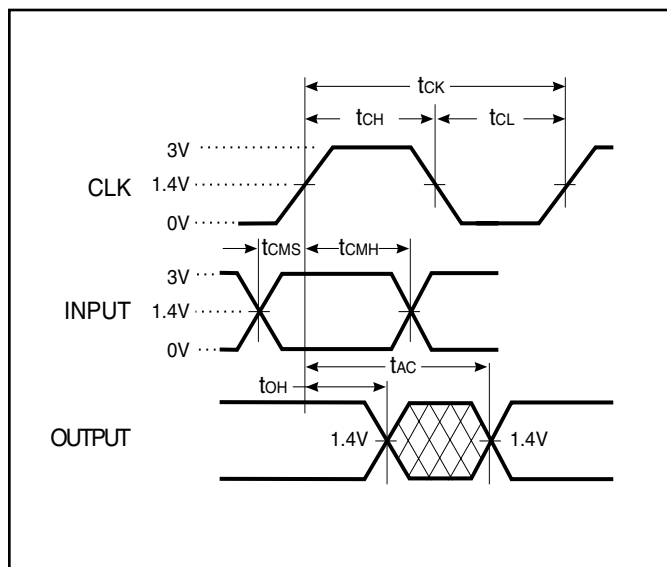 tCK
tCH tCL
3V
CLK 1.4V
0V
tCMS tCMH
3V
INPUT 1.4V
0V
tAC
tOH
OUTPUT 1.4V 1.4V